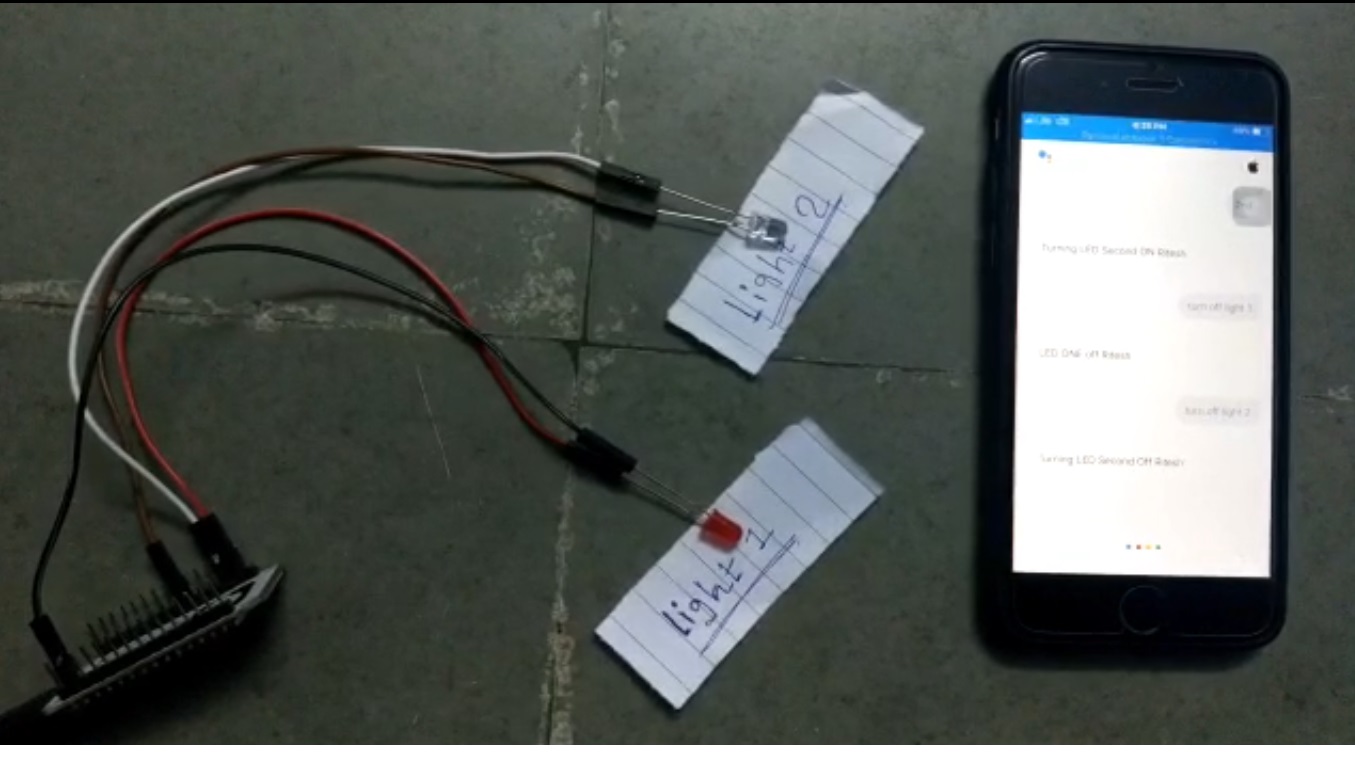 Light 2
Light 1
Turning LED Second ON Ritesh
turn off light 1
LED ONE off Ritesh
turn off light 2
Turning LED Second Off Ritesh